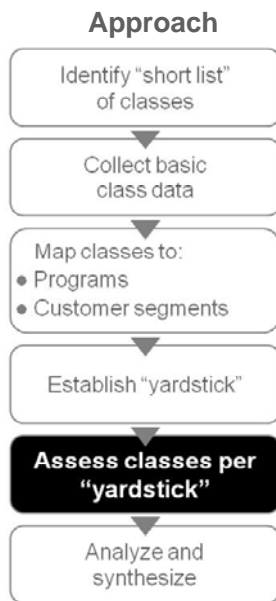 Approach
Identify “short list”
of classes
Collect basic
class data
Map classes to:
• Programs
• Customer segments
Establish “yardstick”
Assess classes per
“yardstick”
Analyze and
synthesize